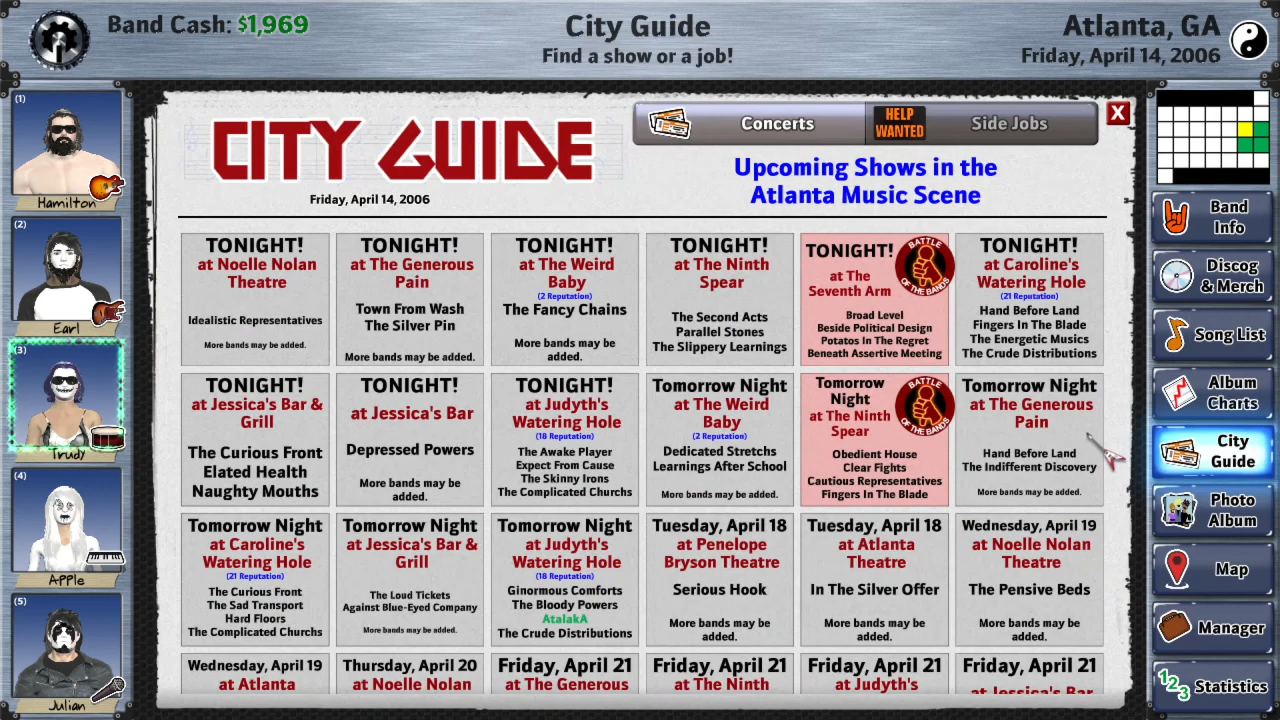 Band Cash: $1,969
City Guide
Find a show or a job!
Atlanta, GA
Friday, April 14, 2006
(1)
Hamilton
(2)
Earl
(3)
Trudy
(4)
Apple
(5)
Julian
CITY GUIDE
Friday, April 14, 2006
Concerts
HELP
WANTED
Side Jobs
X
Upcoming Shows in the
Atlanta Music Scene
TONIGHT!
at Noelle Nolan
Theatre
Idealistic Representatives
More bands may be added.
TONIGHT!
at The Generous
Pain
Town From Wash
The Silver Pin
More bands may be added.
TONIGHT!
at The Weird
Baby
(2 Reputation)
The Fancy Chains
More bands may be
added.
TONIGHT!
at The Ninth
Spear
The Second Acts
Parallel Stones
The Slippery Learnings
TONIGHT!
BATTLE
OF THE BANDS
at The
Seventh Arm
Broad Level
Beside Political Design
Potatos In The Regret
Beneath Assertive Meeting
TONIGHT!
at Caroline's
Watering Hole
(21 Reputation)
Hand Before Land
Fingers In The Blade
The Energetic Musics
The Crude Distributions
TONIGHT!
at Jessica's Bar &
Grill
The Curious Front
Elated Health
Naughty Mouths
TONIGHT!
at Jessica's Bar
Depressed Powers
More bands may be
added.
TONIGHT!
at Judyth's
Watering Hole
(18 Reputation)
The Awake Player
Expect From Cause
The Skinny Irons
The Complicated Churchs
Tomorrow Night
at The Weird
Baby
(2 Reputation)
Dedicated Stretchs
Learnings After School
More bands may be added.
Tomorrow
Night
BATTLE
OF THE BANDS
at The Ninth
Spear
Obedient House
Clear Fights
Cautious Representatives
Fingers In The Blade
Tomorrow Night
at The Generous
Pain
Hand Before Land
The Indifferent Discovery
More bands may be added.
Tomorrow Night
at Caroline's
Watering Hole
(21 Reputation)
The Curious Front
The Sad Transport
Hard Floors
The Complicated Churchs
Tomorrow Night
at Jessica's Bar &
Grill
The Loud Tickets
Against Blue-Eyed Company
More bands may be added.
Tomorrow Night
at Judyth's
Watering Hole
(18 Reputation)
Ginormous Comforts
The Bloody Powers
AtalakA
The Crude Distributions
Tuesday, April 18
at Penelope
Bryson Theatre
Serious Hook
More bands may be
added.
Tuesday, April 18
at Atlanta
Theatre
In The Silver Offer
More bands may be
added.
Wednesday, April 19
at Noelle Nolan
Theatre
The Pensive Beds
More bands may be
added.
Wednesday, April 19
at Atlanta
Thursday, April 20
at Noelle Nolan
Friday, April 21
at The Generous
Friday, April 21
at The Ninth
Friday, April 21
at Judyth's
Friday, April 21
at Jessica's Bar
Band
Info
Discog
& Merch
Song List
Album
Charts
City
Guide
Photo
Album
Map
Manager
123
Statistics